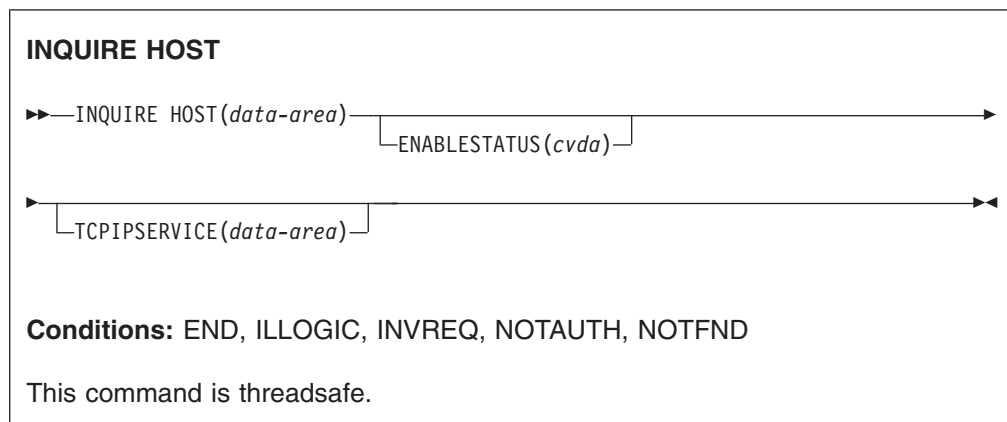 INQUIRE HOST
INQUIRE HOST(data-area)
ENABLESTATUS(cvda)
TCPIPSERVICE(data-area)
Conditions: END, ILLOGIC, INVREQ, NOTAUTH, NOTFND
This command is threadsafe.